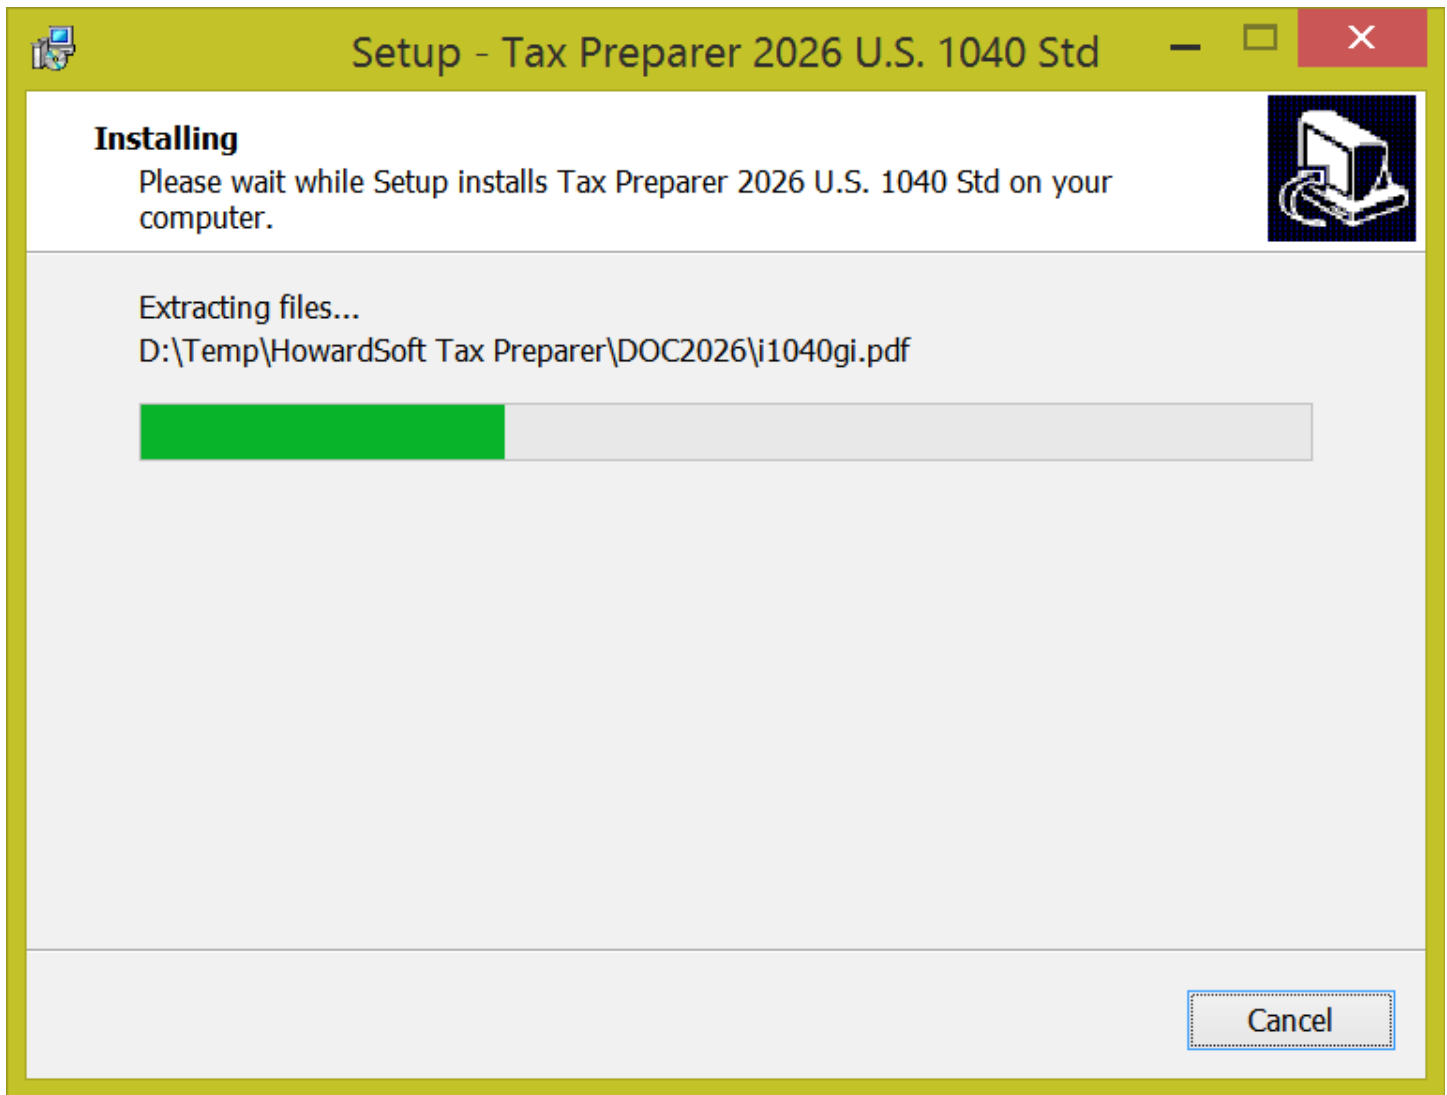 Setup - Tax Preparer 2026 U.S. 1040 Std
Installing
Please wait while Setup installs Tax Preparer 2026 U.S. 1040 Std on your
computer.
Extracting files...
D:\Temp\HowardSoft Tax Preparer\DOC2026\i1040gi.pdf
Cancel